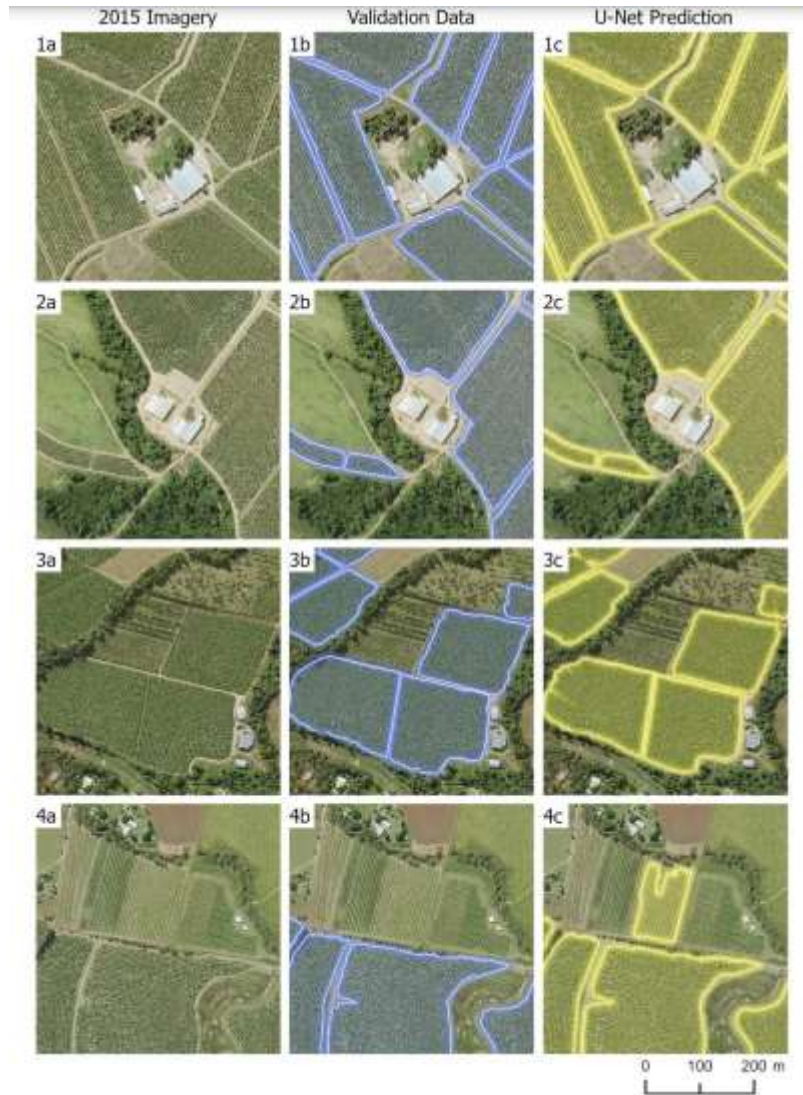 2015 Imagery Validation Data U-Net Prediction
1a 1b 1c
2a 2b 2c
3a 3b 3c
4a 4b 4c
0 100 200 m